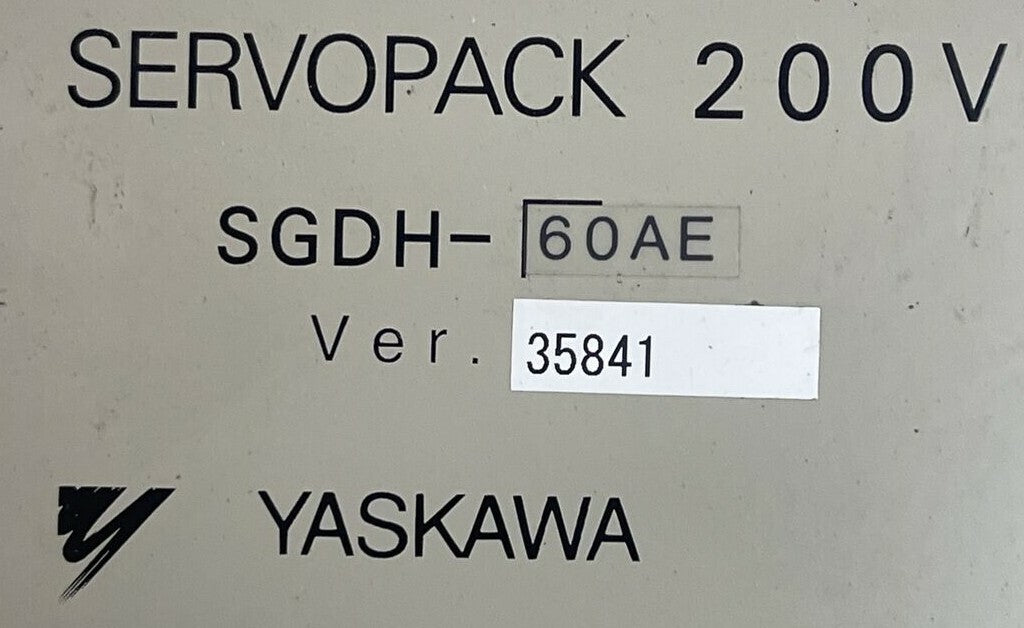 SERVOPACK 200V
SGDH-60AE
Ver. 35841
YASKAWA